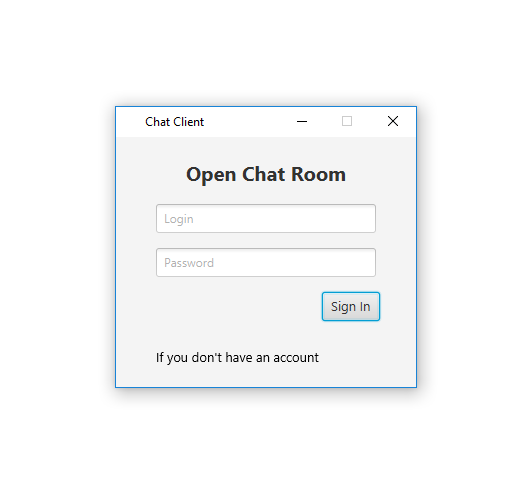 Chat Client
Open Chat Room
Login
Password
Sign In
If you don't have an account